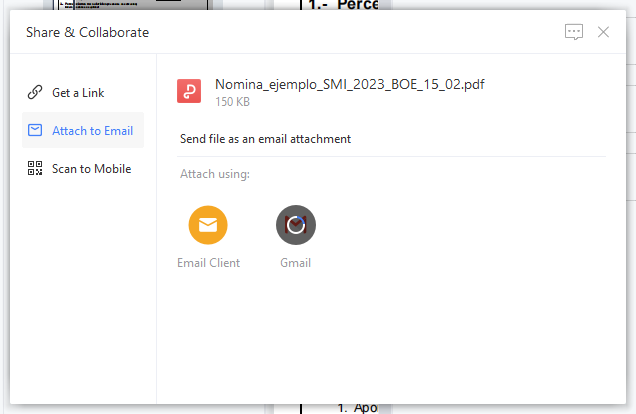 1.- Perce
Share & Collaborate
Get a Link
Attach to Email
Scan to Mobile
Nomina_ejemplo_SMI_2023_BOE_15_02.pdf
150 KB
Send file as an email attachment
Attach using:
Email Client
Gmail
1. Apo